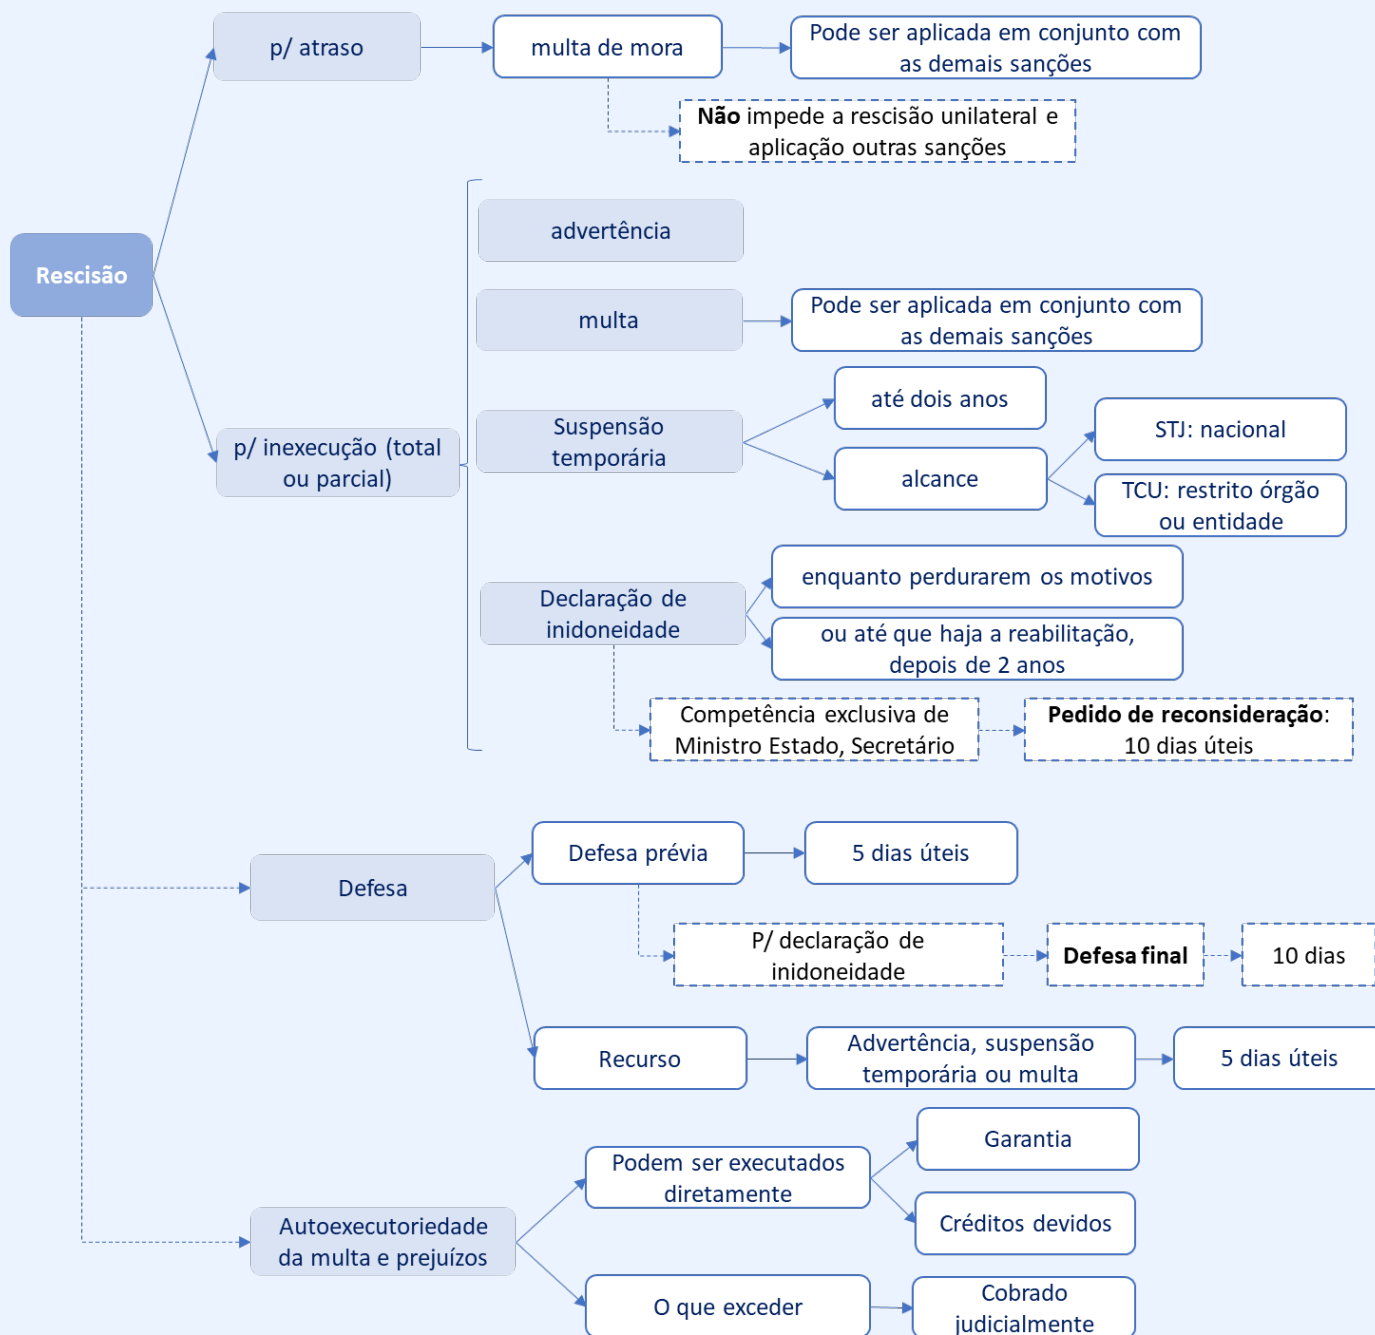 p/ atraso
multa de mora
Pode ser aplicada em conjunto com
as demais sanções
Não impede a rescisão unilateral e
aplicação outras sanções
Rescisão
p/ inexecução (total
ou parcial)
advertência
multa
Pode ser aplicada em conjunto com
as demais sanções
Suspensão
temporária
até dois anos
alcance
STJ: nacional
TCU: restrito órgão
ou entidade
Declaração de
inidoneidade
enquanto perdurarem os motivos
ou até que haja a reabilitação,
depois de 2 anos
Competência exclusiva de
Ministro Estado, Secretário
Pedido de reconsideração:
10 dias úteis
Defesa
Defesa prévia
5 dias úteis
P/ declaração de
inidoneidade
Defesa final
10 dias
Recurso
Advertência, suspensão
temporária ou multa
5 dias úteis
Autoexecutoriedade
da multa e prejuízos
Podem ser executados
diretamente
Garantia
Créditos devidos
O que exceder
Cobrado
judicialmente